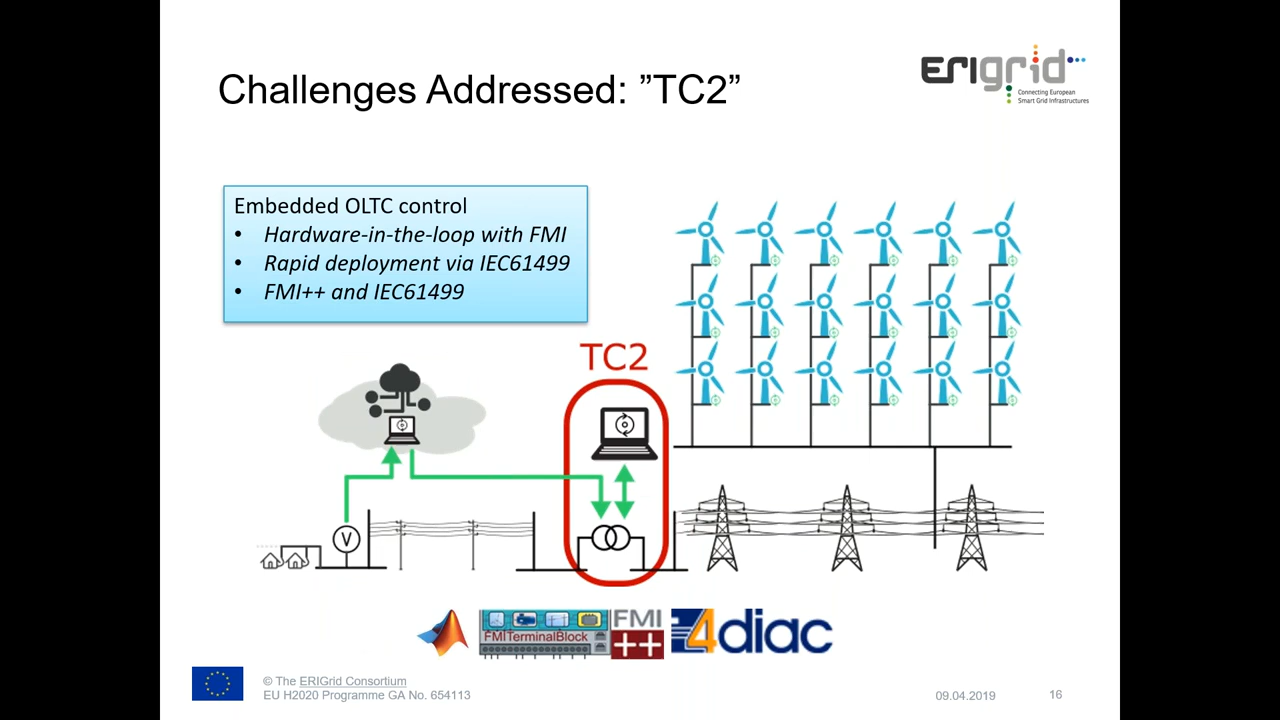 Challenges Addressed: ”TC2”
ERIgrid
Connecting European
Smart Grid Infrastructures
Embedded OLTC control
• Hardware-in-the-loop with FMI
• Rapid deployment via IEC61499
• FMI++ and IEC61499
TC2
V
FMITerminalBlock
FMI
++
4diac
© The ERIGrid Consortium
EU H2020 Programme GA No. 654113
09.04.2019
16